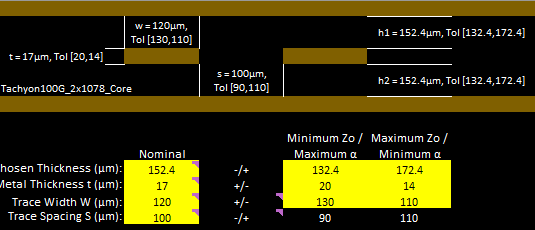 w = 120µm,
Tol [130,110]
h1 = 152.4µm, Tol [132.4,172.4]
t = 17µm, Tol [20,14]
s = 100µm,
Tol [90,110]
h2 = 152.4µm, Tol [132.4,172.4]
Tachyon100G_2x1078_Core
Minimum Zo / Maximum Zo /
Nominal Maximum α Minimum α
hosen Thickness (µm): 152.4 -/+ 132.4 172.4
Metal Thickness t (µm): 17 +/- 20 14
Trace Width W (µm): 120 +/- 130 110
Trace Spacing S (µm): 100 -/+ 90 110